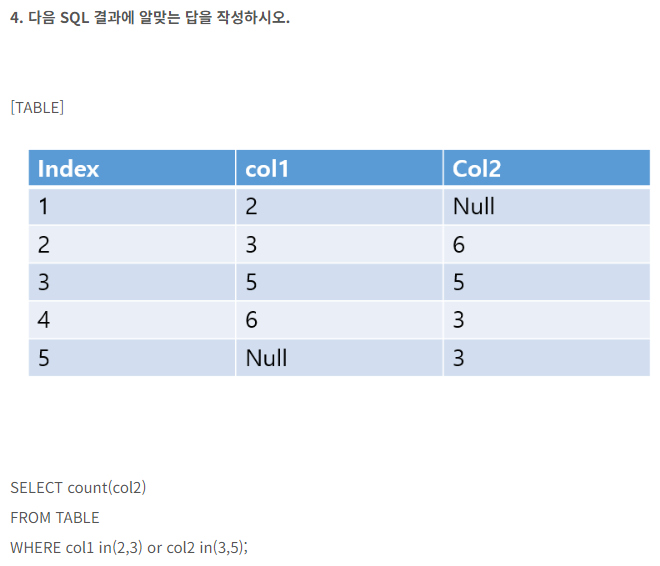 4. 다음 SQL 결과에 알맞는 답을 작성하시오.
[TABLE]
Index col1 Col2
1 2 Null
2 3 6
3 5 5
4 6 3
5 Null 3
SELECT count(col2)
FROM TABLE
WHERE col1 in(2,3) or col2 in(3,5);